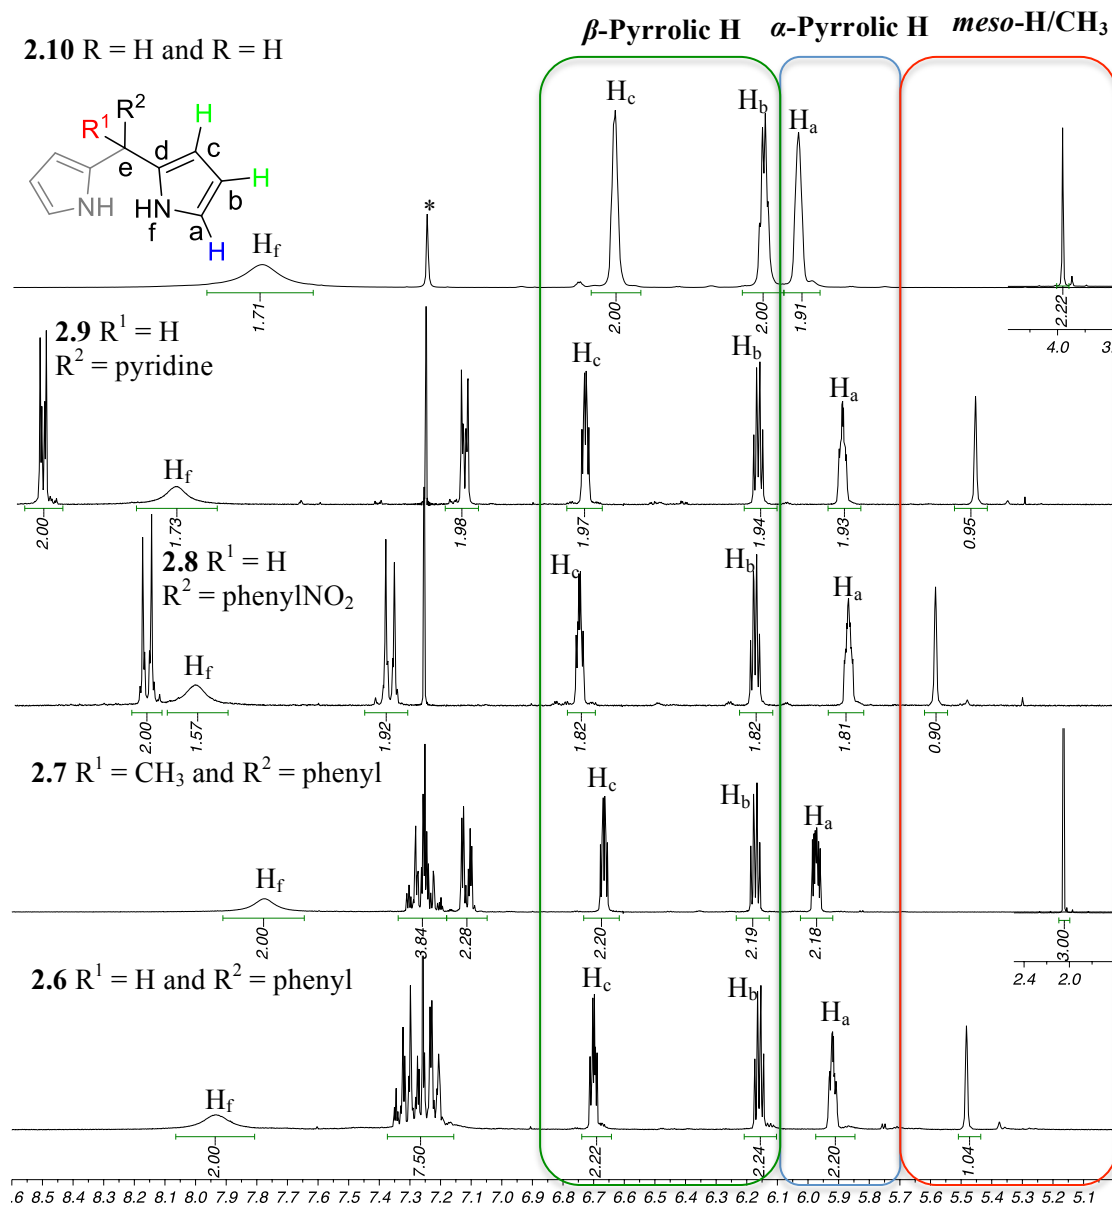 β-Pyrrolic H α-Pyrrolic H meso-H/CH3
2.10 R = H and R = H
R² H
R¹ d c
e b H
NH HN f a
H
Hf * Hc Hb Ha
1.71 2.00 2.00 1.91 2.22
4.0 3.
2.9 R¹ = H
R² = pyridine
Hf Hc Hb Ha
2.00 1.73 1.98 1.97 1.94 1.93 0.95
2.8 R¹ = H
R² = phenylNO2
Hf Hc Hb Ha
2.00 1.57 1.92 1.82 1.82 1.81 0.90
2.7 R¹ = CH3 and R² = phenyl
Hf Hc Hb Ha
2.00 3.84 2.28 2.20 2.19 2.18 3.00
2.4 2.0
2.6 R¹ = H and R² = phenyl
Hf Hc Hb Ha
2.00 7.50 2.22 2.24 2.20 1.04
.6 8.5 8.4 8.3 8.2 8.1 8.0 7.9 7.8 7.7 7.6 7.5 7.4 7.3 7.2 7.1 7.0 6.9 6.8 6.7 6.6 6.5 6.4 6.3 6.2 6.1 6.0 5.9 5.8 5.7 5.6 5.5 5.4 5.3 5.2 5.1